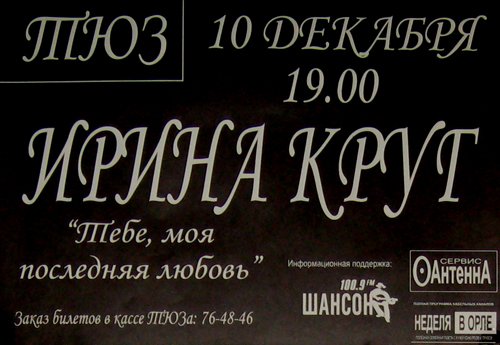 ТЮЗ
10 ДЕКАБРЯ
19.00
ИРИНА КРУГ
“Тебе, моя
последняя любовь”
Информационная поддержка:
СЕРВИС
АнтеннА
100.9 FM
ШАНСОН
НЕДЕЛЯ В ОРЛЕ
Заказ билетов в кассе ТЮЗа: 76-48-46